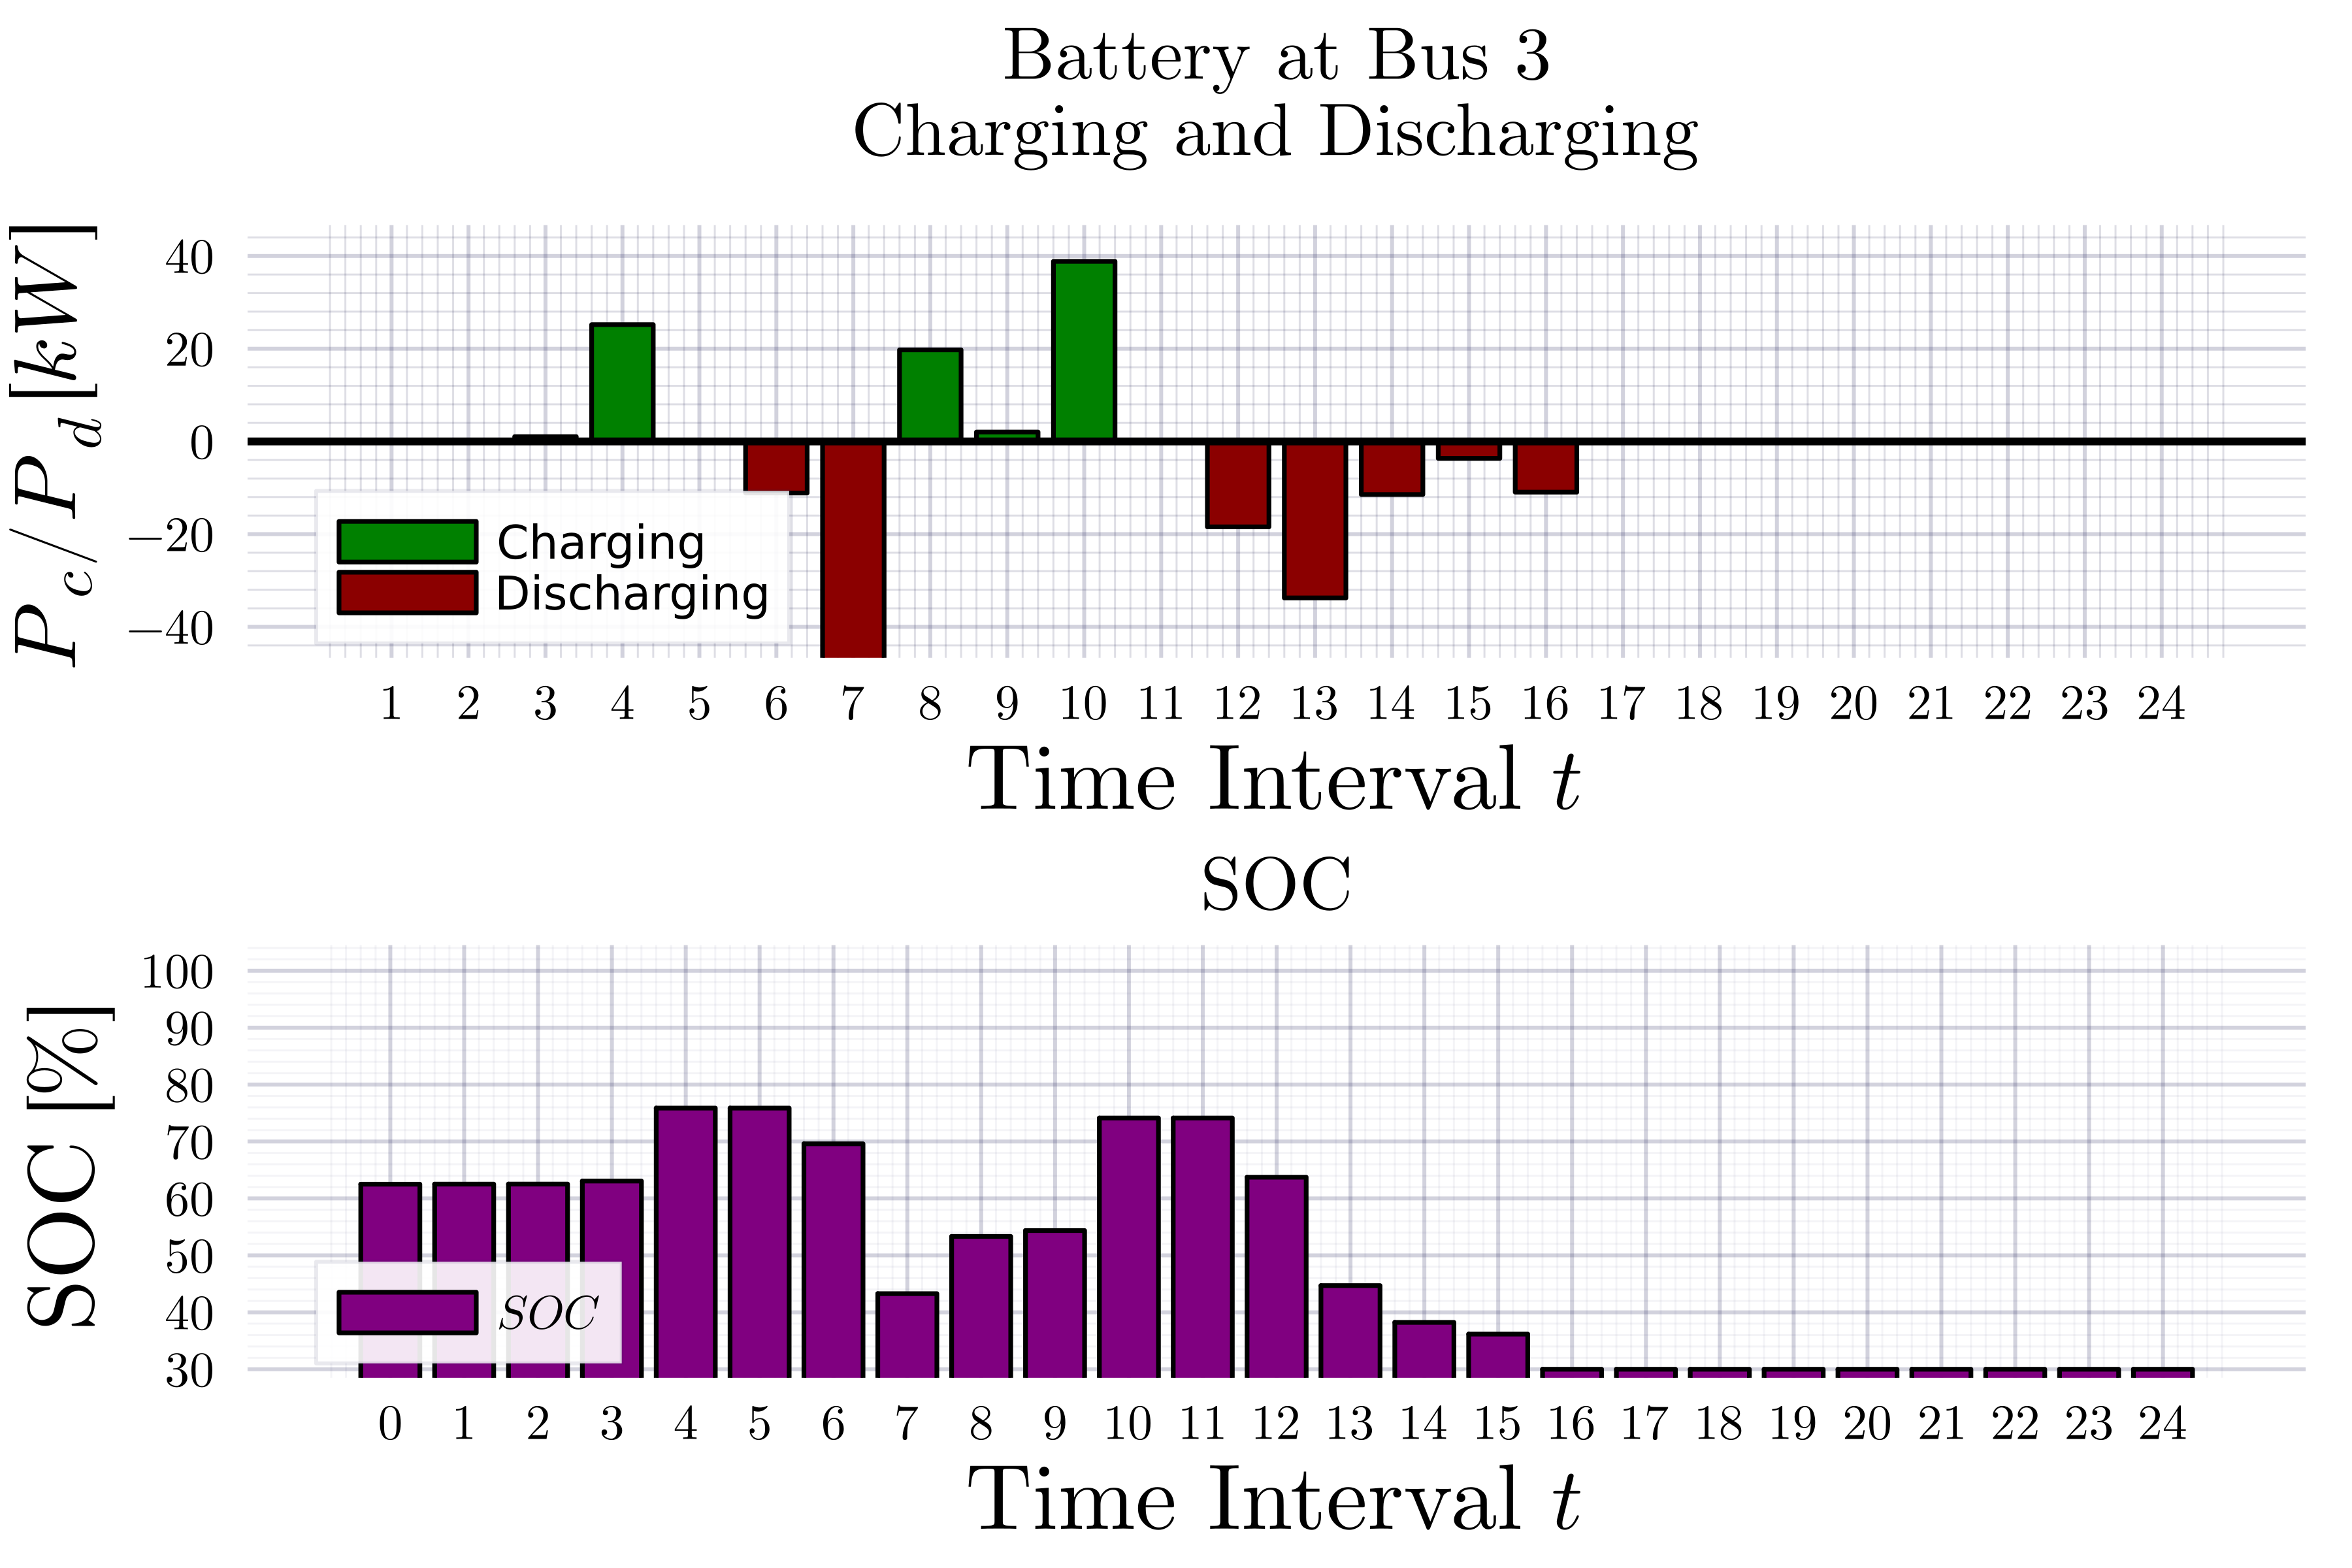 Battery at Bus 3
Charging and Discharging
P_c/P_d [kW]
40
20
0
−20
−40
Charging
Discharging
1 2 3 4 5 6 7 8 9 10 11 12 13 14 15 16 17 18 19 20 21 22 23 24
Time Interval t
SOC
SOC [%]
100
90
80
70
60
50
40
30
SOC
0 1 2 3 4 5 6 7 8 9 10 11 12 13 14 15 16 17 18 19 20 21 22 23 24
Time Interval t